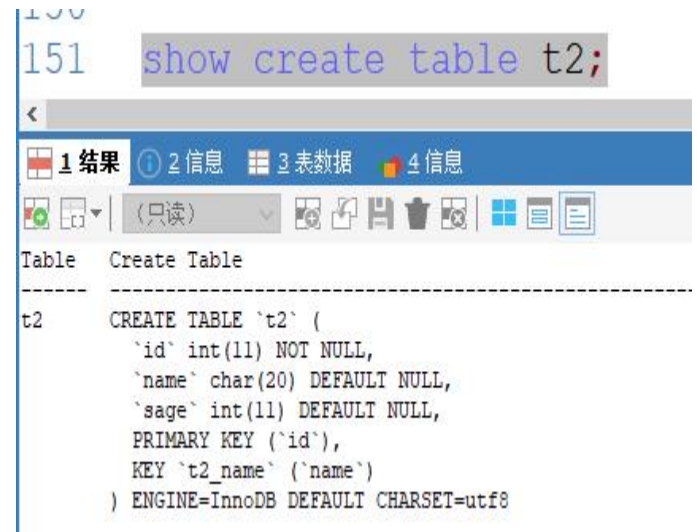 151 show create table t2;
1 结果 2 信息 3 表数据 4 信息
（只读）
Table Create Table
------ -----------------------------------------------------
t2 CREATE TABLE `t2` (
`id` int(11) NOT NULL,
`name` char(20) DEFAULT NULL,
`sage` int(11) DEFAULT NULL,
PRIMARY KEY (`id`),
KEY `t2_name` (`name`)
) ENGINE=InnoDB DEFAULT CHARSET=utf8